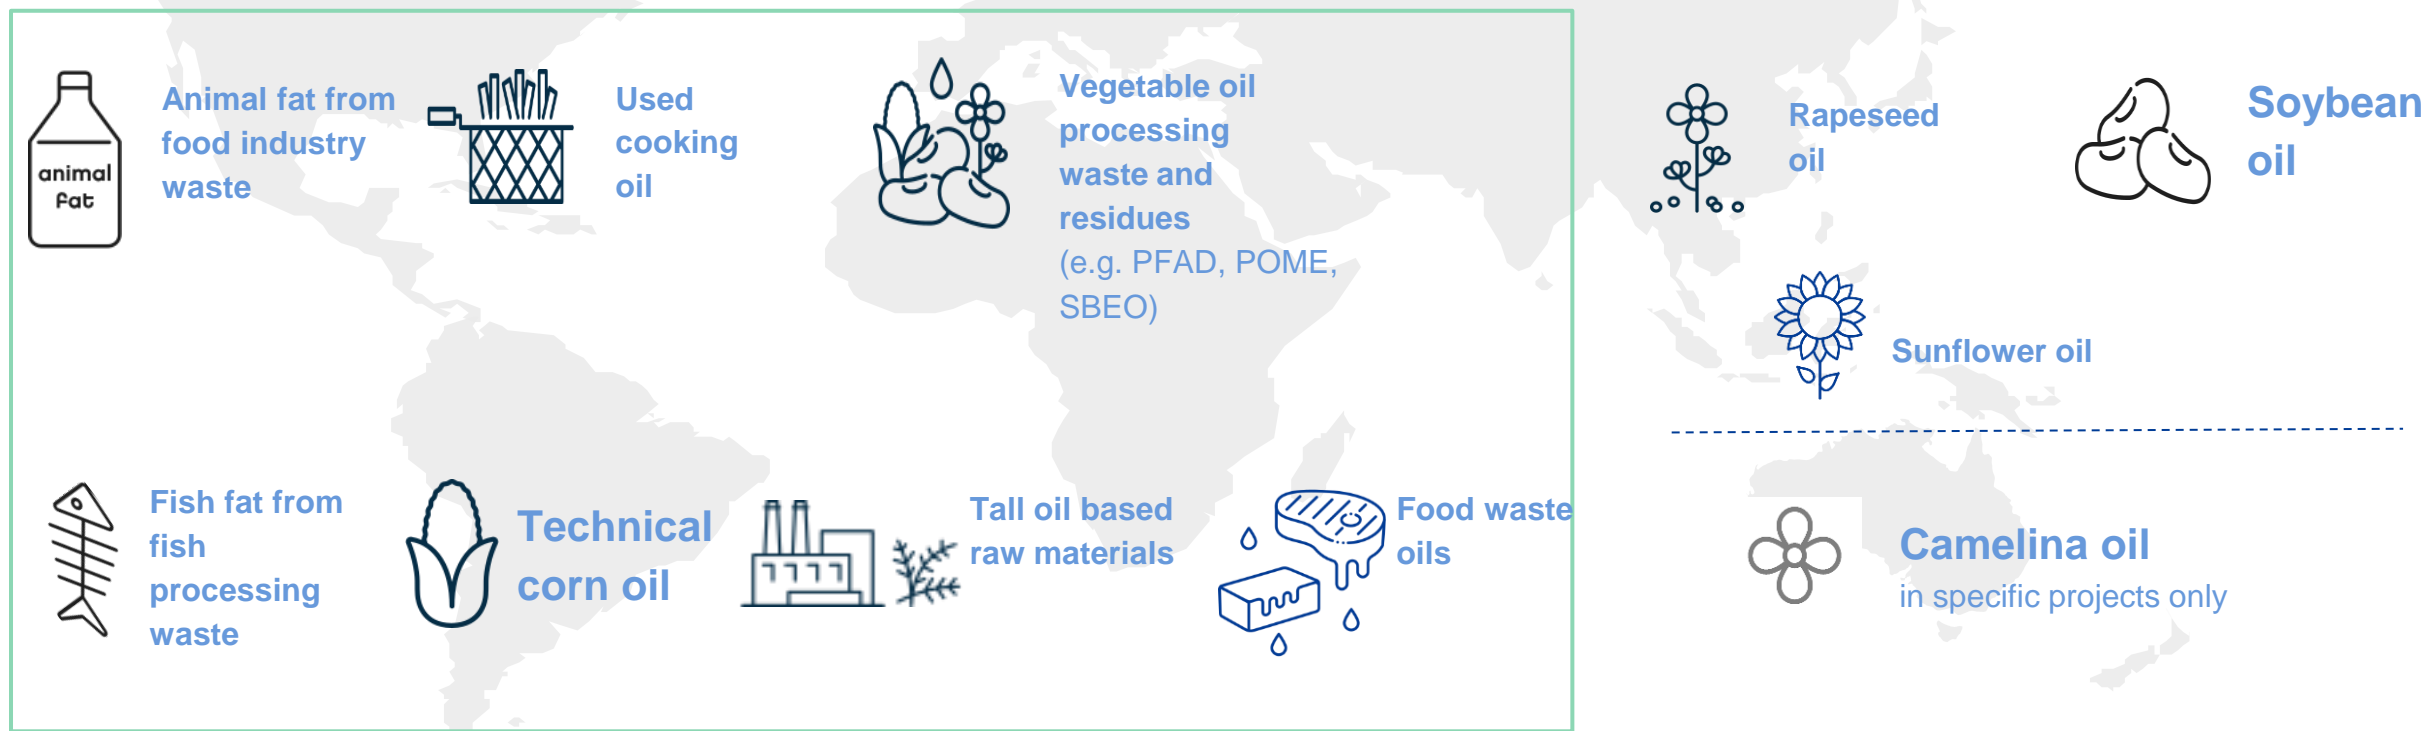 animal
fat
Animal fat from
food industry
waste
Used
cooking
oil
Vegetable oil
processing
waste and
residues
(e.g. PFAD, POME,
SBEO)
Rapeseed
oil
Soybean
oil
Sunflower oil
Fish fat from
fish
processing
waste
Technical
corn oil
Tall oil based
raw materials
Food waste
oils
Camelina oil
in specific projects only